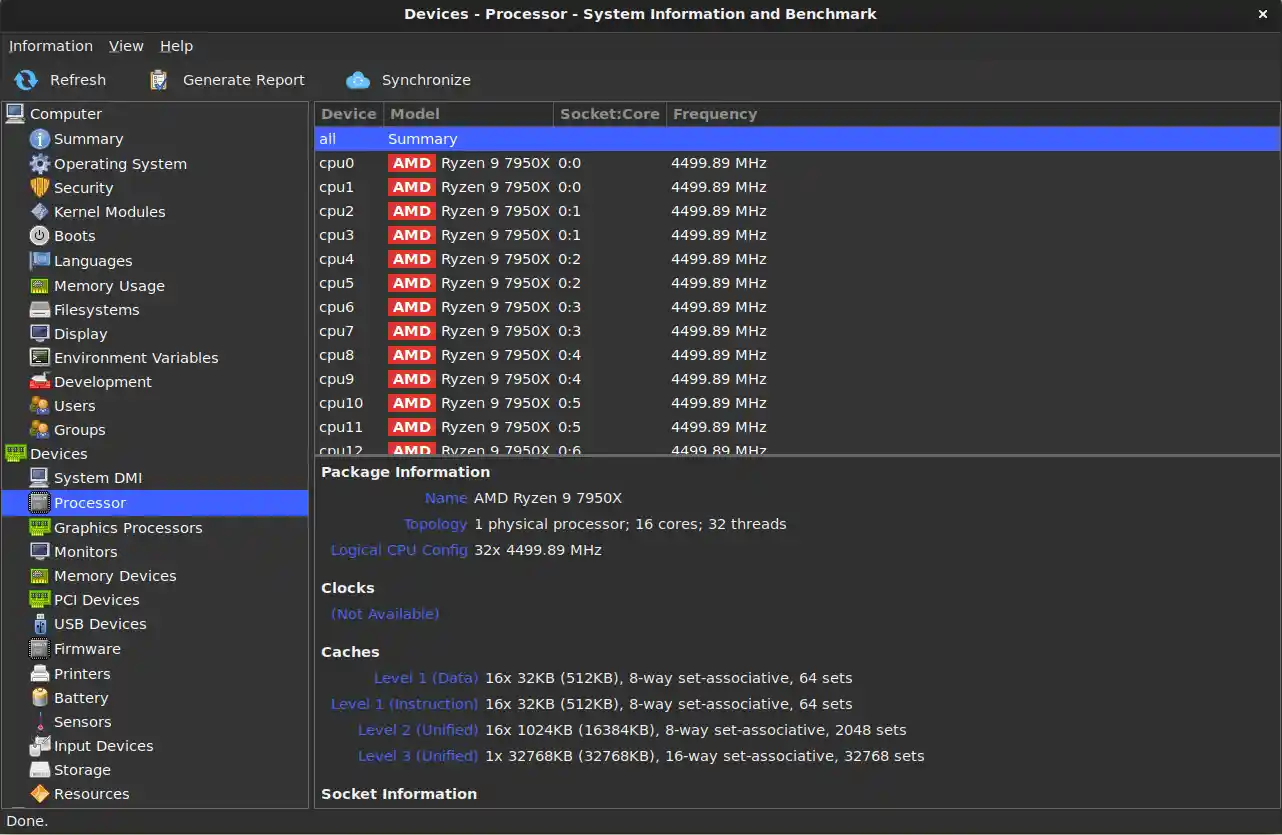 Devices - Processor - System Information and Benchmark ×
Information View Help
Refresh Generate Report Synchronize
Computer
Summary
Operating System
Security
Kernel Modules
Boots
Languages
Memory Usage
Filesystems
Display
Environment Variables
Development
Users
Groups
Devices
System DMI
Processor
Graphics Processors
Monitors
Memory Devices
PCI Devices
USB Devices
Firmware
Printers
Battery
Sensors
Input Devices
Storage
Resources
Device Model Socket:Core Frequency
all Summary
cpu0 AMD Ryzen 9 7950X 0:0 4499.89 MHz
cpu1 AMD Ryzen 9 7950X 0:0 4499.89 MHz
cpu2 AMD Ryzen 9 7950X 0:1 4499.89 MHz
cpu3 AMD Ryzen 9 7950X 0:1 4499.89 MHz
cpu4 AMD Ryzen 9 7950X 0:2 4499.89 MHz
cpu5 AMD Ryzen 9 7950X 0:2 4499.89 MHz
cpu6 AMD Ryzen 9 7950X 0:3 4499.89 MHz
cpu7 AMD Ryzen 9 7950X 0:3 4499.89 MHz
cpu8 AMD Ryzen 9 7950X 0:4 4499.89 MHz
cpu9 AMD Ryzen 9 7950X 0:4 4499.89 MHz
cpu10 AMD Ryzen 9 7950X 0:5 4499.89 MHz
cpu11 AMD Ryzen 9 7950X 0:5 4499.89 MHz
cpu12 AMD Ryzen 9 7950X 0:6 4499.89 MHz
Package Information
Name AMD Ryzen 9 7950X
Topology 1 physical processor; 16 cores; 32 threads
Logical CPU Config 32x 4499.89 MHz
Clocks
(Not Available)
Caches
Level 1 (Data) 16x 32KB (512KB), 8-way set-associative, 64 sets
Level 1 (Instruction) 16x 32KB (512KB), 8-way set-associative, 64 sets
Level 2 (Unified) 16x 1024KB (16384KB), 8-way set-associative, 2048 sets
Level 3 (Unified) 1x 32768KB (32768KB), 16-way set-associative, 32768 sets
Socket Information
Done.